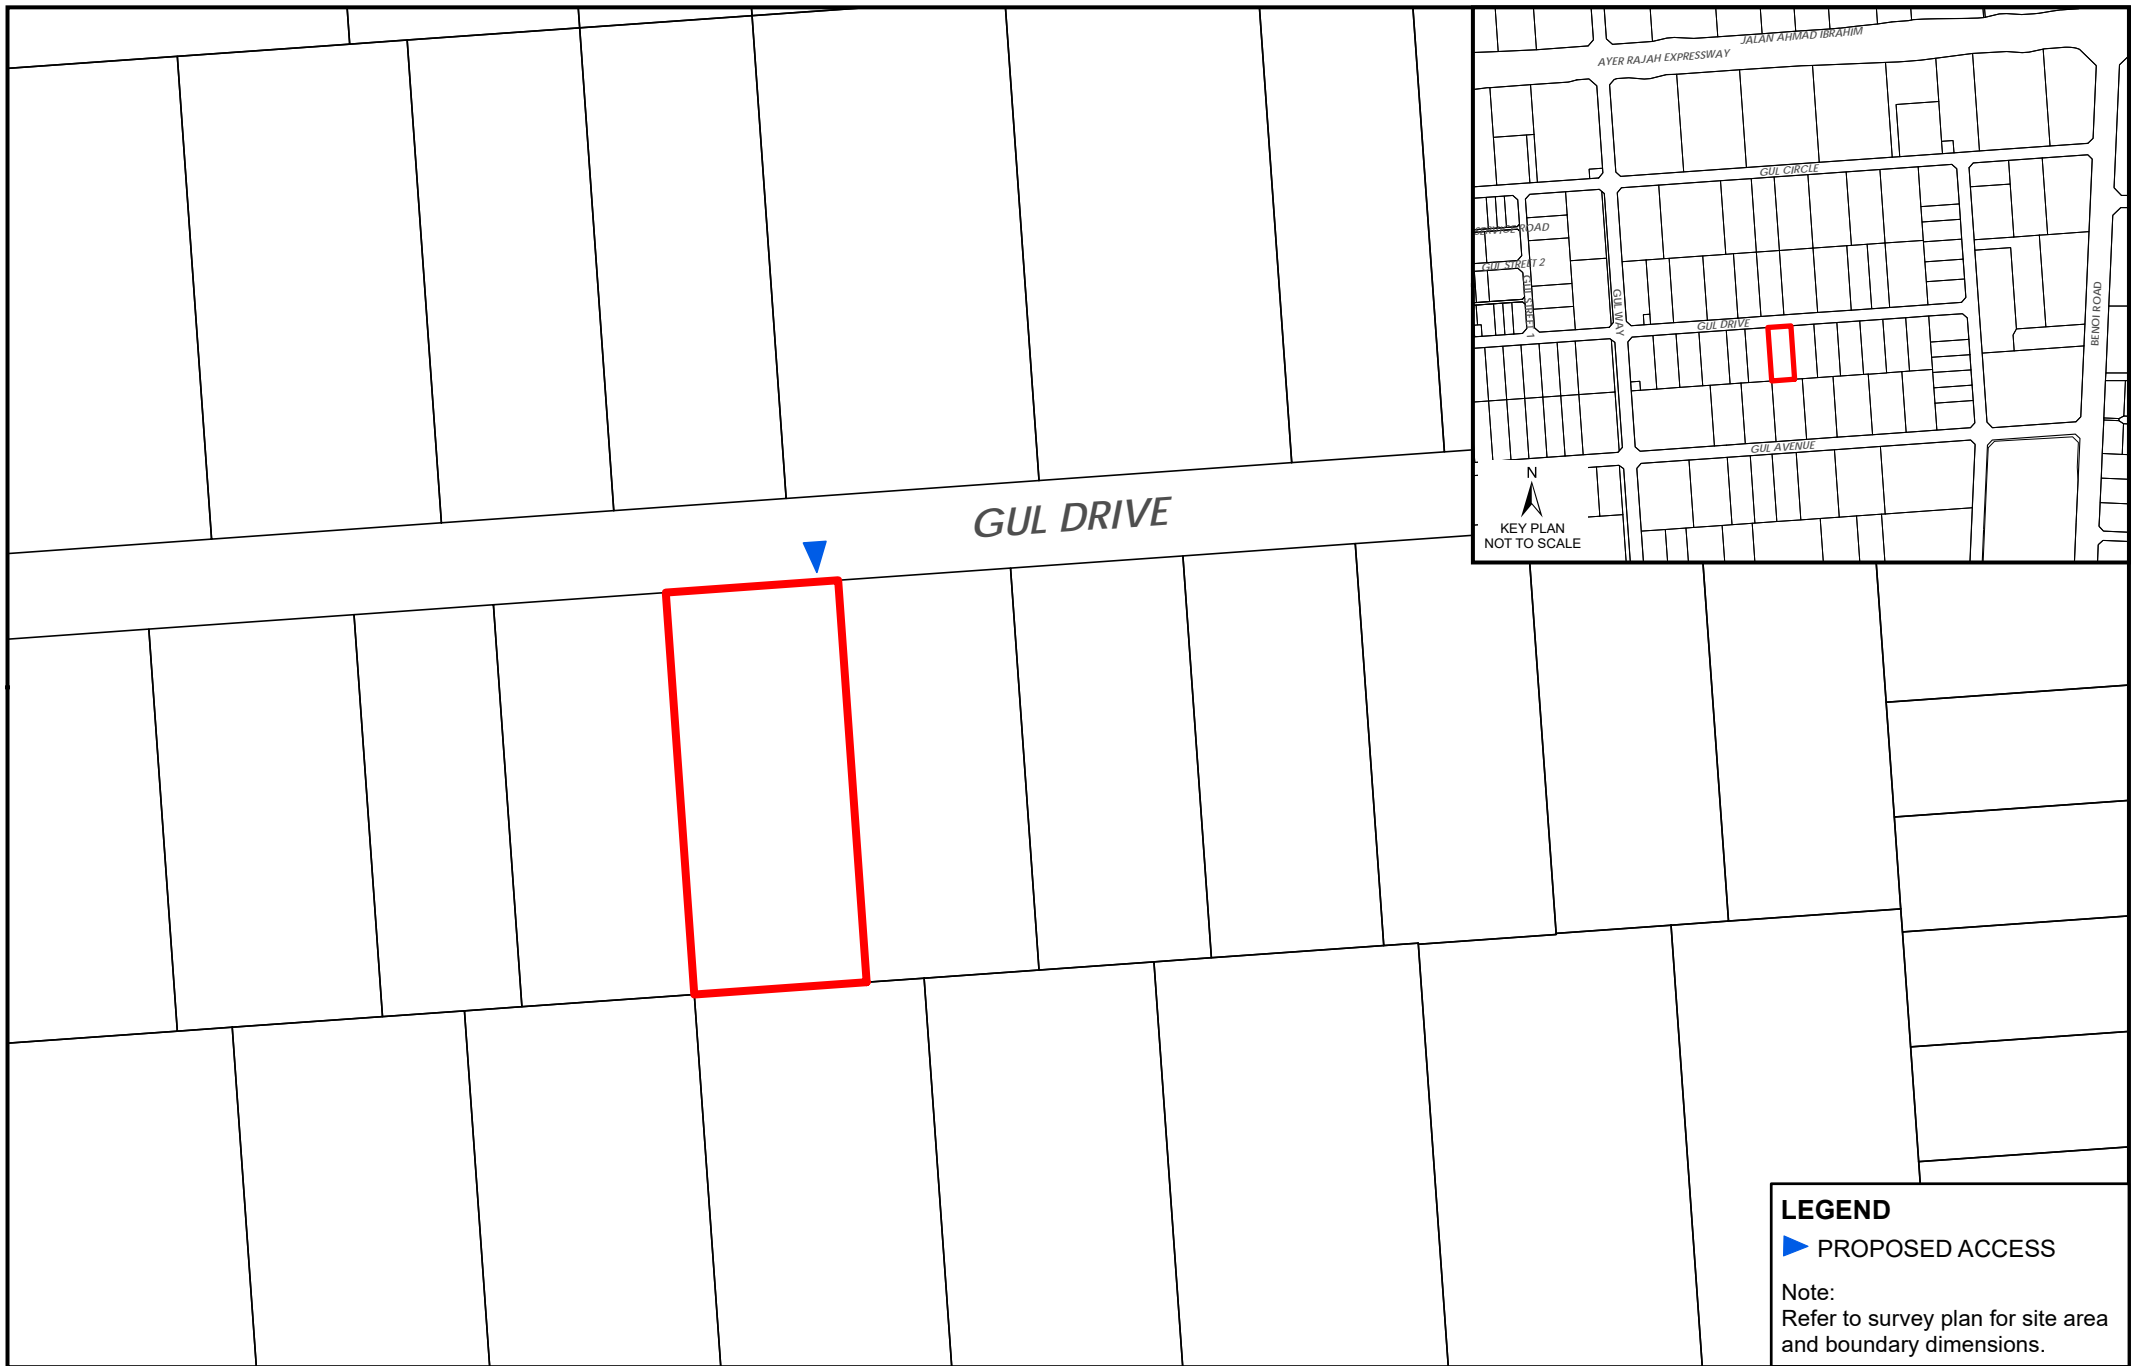 JALAN AHMAD IBRAHIM
AYER RAJAH EXPRESSWAY
GUL CIRCLE
SERVICE ROAD
GUL STREET 2
GUL STREET 1
GUL WAY
GUL DRIVE
BENOI ROAD
GUL AVENUE
N
KEY PLAN
NOT TO SCALE
GUL DRIVE
LEGEND
PROPOSED ACCESS
Note:
Refer to survey plan for site area
and boundary dimensions.